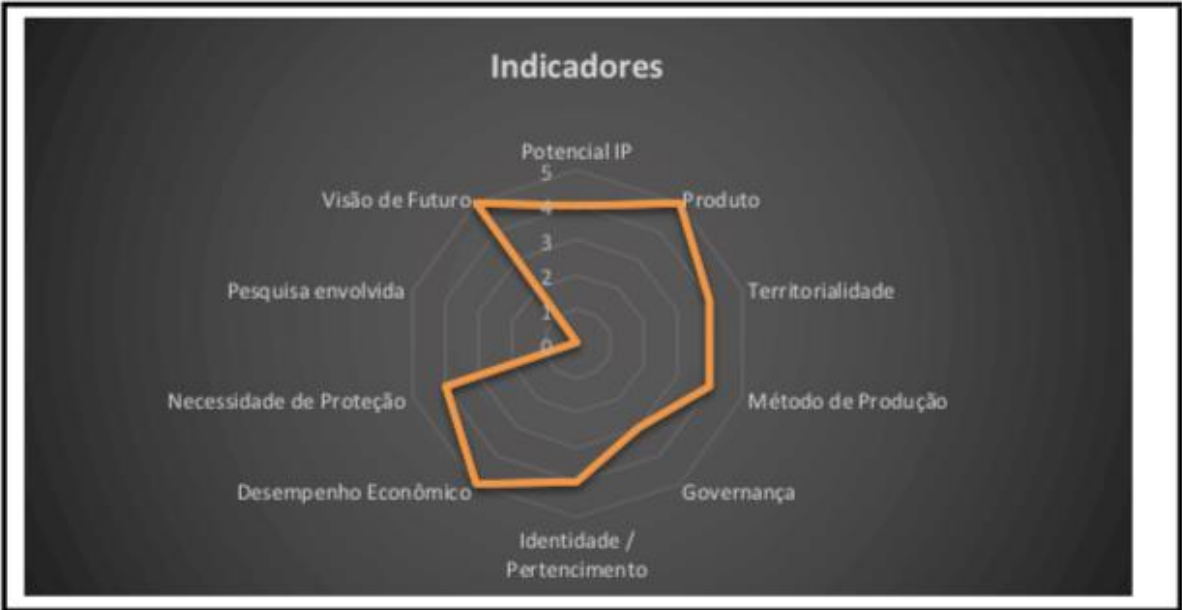 Indicadores
Potencial IP
5
Visão de Futuro
4
Produto
3
Pesquisa envolvida
2
Territorialidade
1
0
Necessidade de Proteção
Método de Produção
Desempenho Econômico
Governança
Identidade /
Pertencimento